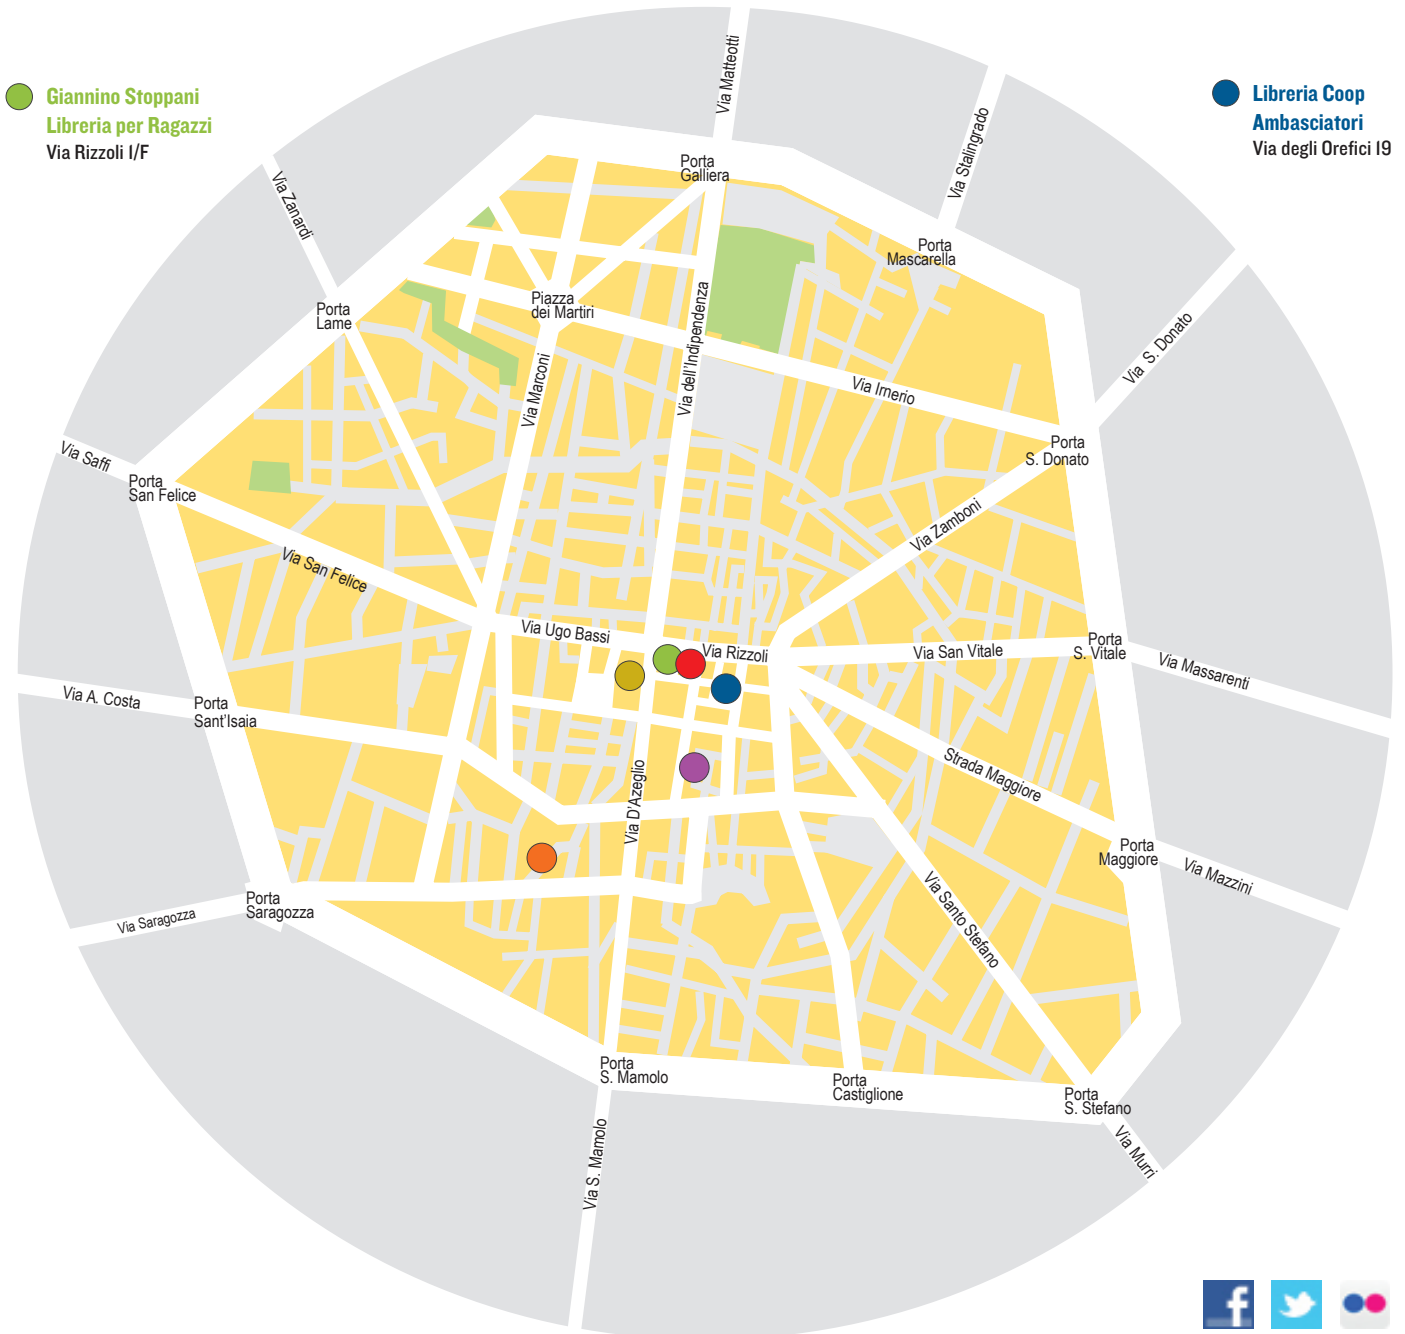 Giannino Stoppani
Libreria per Ragazzi
Via Rizzoli 1/F
Libreria Coop
Ambasciatori
Via degli Orefici 19
Via Matteotti
Via Stalingrado
Via Zanardi
Porta
Galliera
Porta
Mascarella
Porta
Lame
Piazza
dei Martiri
Via dell'Indipendenza
Via Marconi
Via Irnerio
Via S. Donato
Porta
S. Donato
Via Saffi
Porta
San Felice
Via San Felice
Via Zamboni
Via Ugo Bassi
Via Rizzoli
Via San Vitale
Porta
S. Vitale
Via Massarenti
Via A. Costa
Porta
Sant'Isaia
Via D'Azeglio
Strada Maggiore
Porta
Maggiore
Via Mazzini
Porta
Saragozza
Via Saragozza
Via Santo Stefano
Porta
S. Mamolo
Porta
Castiglione
Porta
S. Stefano
Via S. Mamolo
Via Murri
f